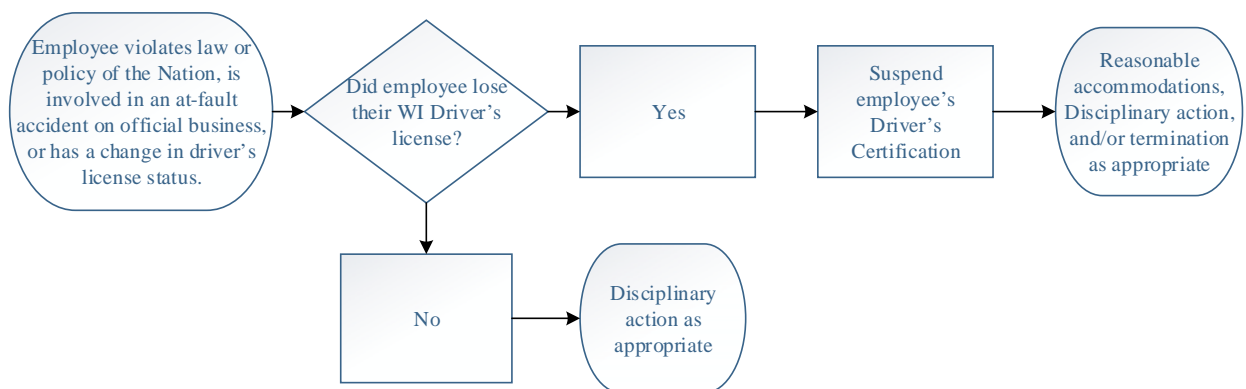 Employee violates law or
policy of the Nation, is
involved in an at-fault
accident on official business,
or has a change in driver's
license status.
Did employee lose
their WI Driver's
license?
Yes
Suspend
employee's
Driver's
Certification
Reasonable
accommodations,
Disciplinary action,
and/or termination
as appropriate
No
Disciplinary
action as
appropriate